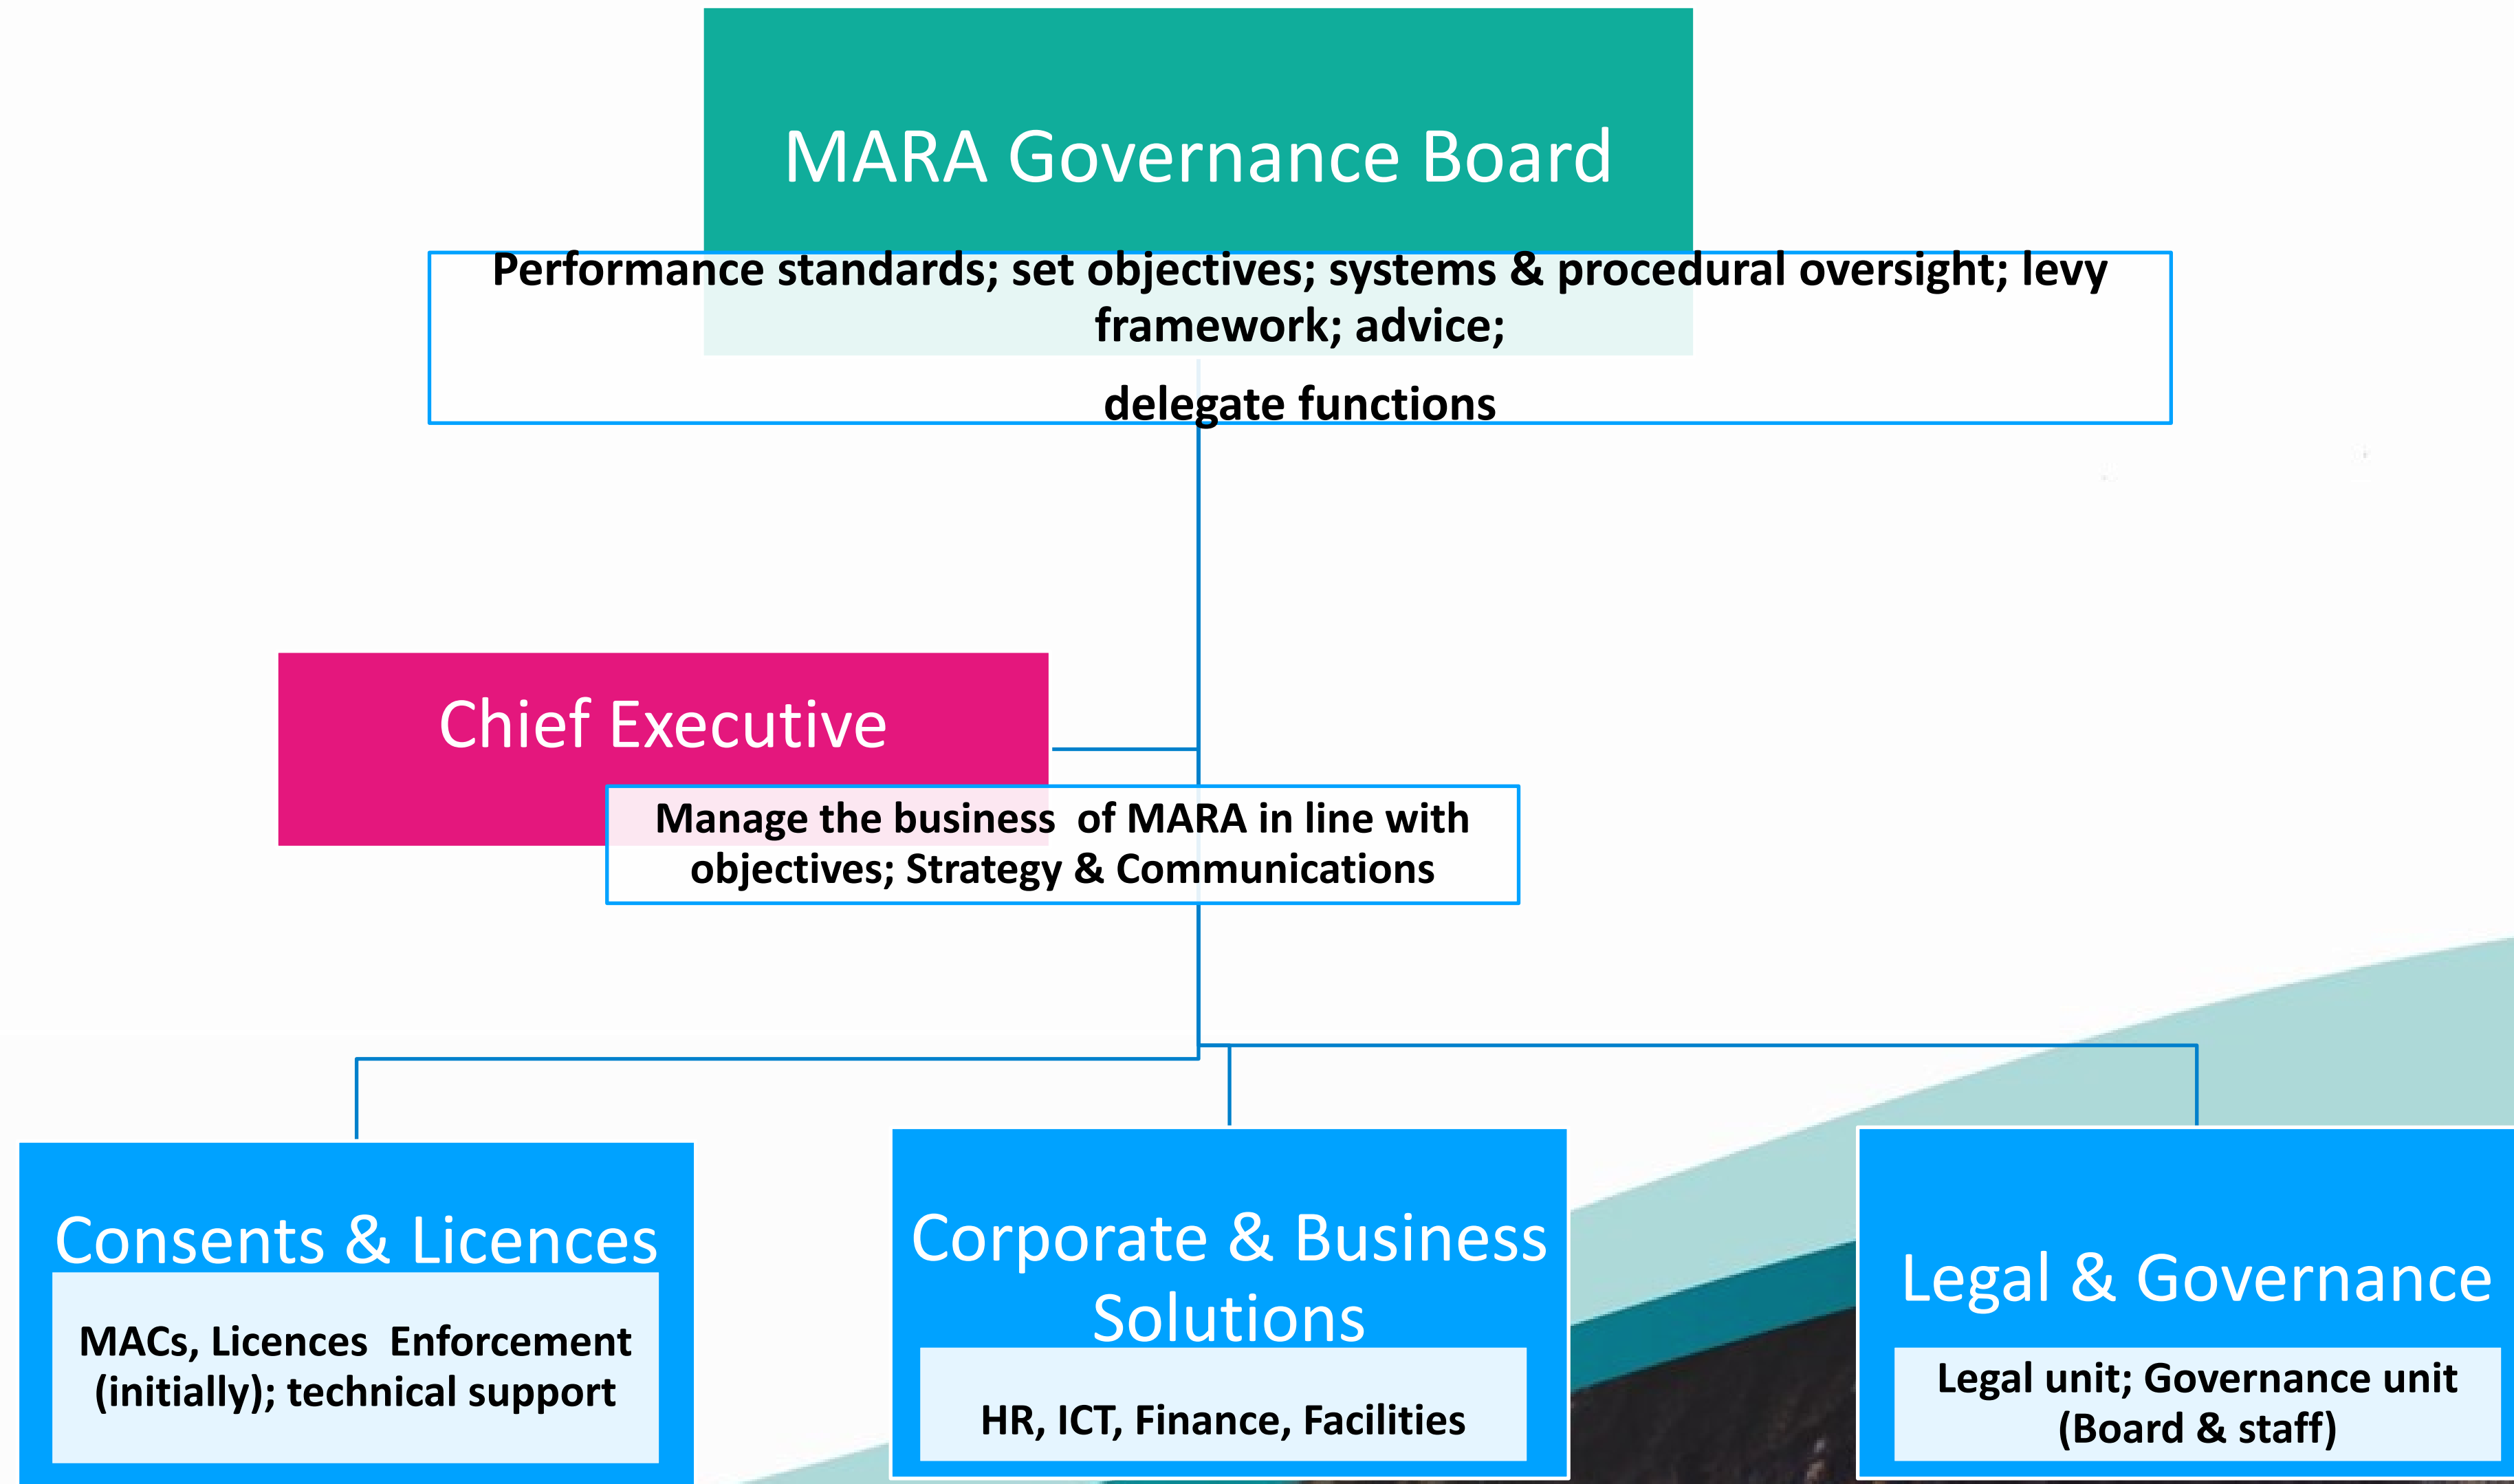 MARA Governance Board
Performance standards; set objectives; systems & procedural oversight; levy
framework; advice;
delegate functions
Chief Executive
Manage the business  of MARA in line with
objectives; Strategy & Communications
Consents & Licences
MACs, Licences  Enforcement
(initially); technical support
Corporate & Business
Solutions
HR, ICT, Finance, Facilities
Legal & Governance
Legal unit; Governance unit
(Board & staff)